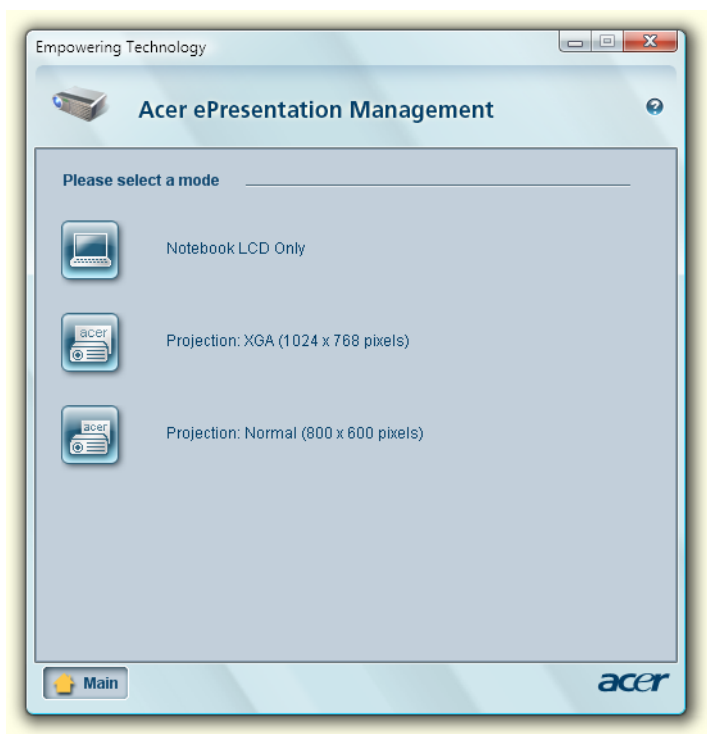 Empowering Technology
Acer ePresentation Management
Please select a mode
Notebook LCD Only
acer
Projection: XGA (1024 x 768 pixels)
acer
Projection: Normal (800 x 600 pixels)
Main
acer